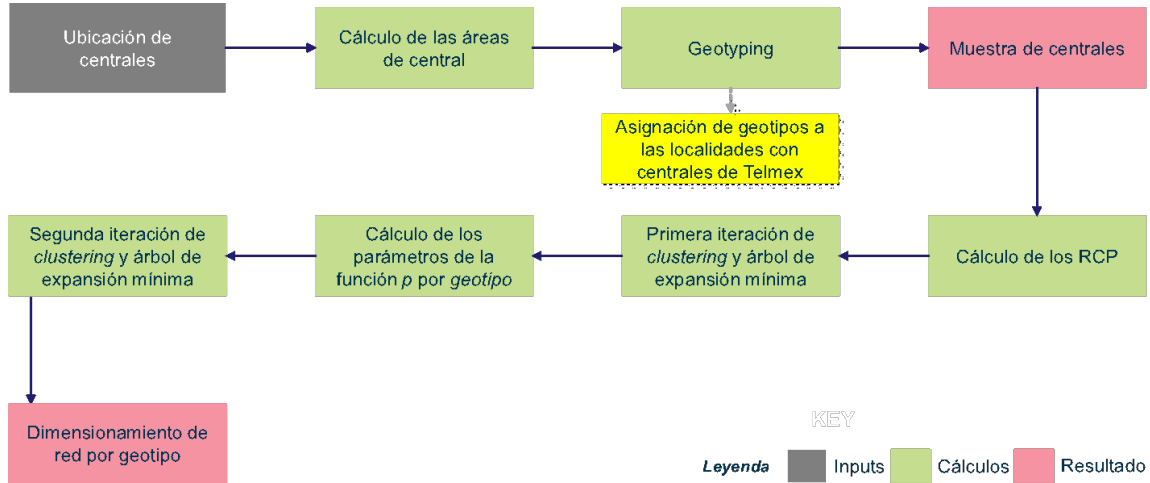 Ubicación de
centrales
Cálculo de las áreas
de central
Geotyping
Muestra de centrales
Asignación de geotipos a
las localidades con
centrales de Telmex
Segunda iteración de
clustering y árbol de
expansión mínima
Cálculo de los
parámetros de la
función p por geotipo
Primera iteración de
clustering y árbol de
expansión mínima
Cálculo de los RCP
Dimensionamiento de
red por geotipo
KEY
Leyenda Inputs Cálculos Resultado